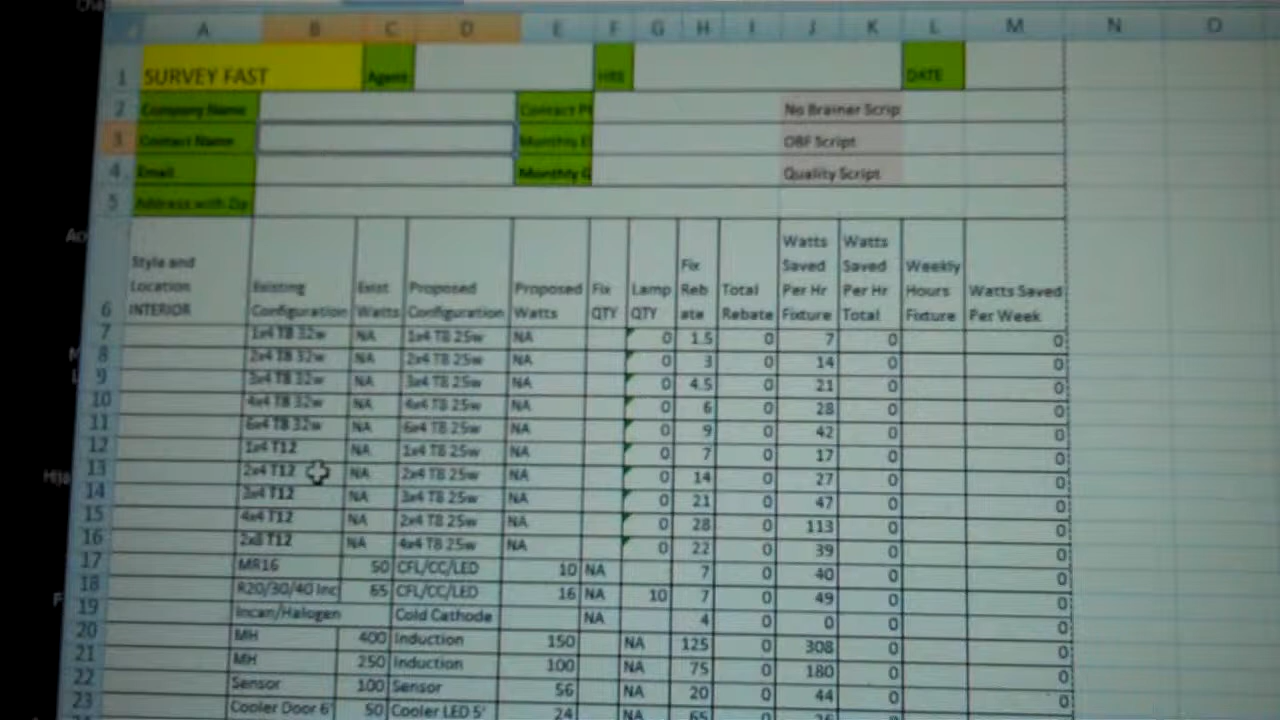 A B C D E F G H I J K L M N O
1 SURVEY FAST Agent HRS DATE
2 Company Name Contact No Brainer Scrip
3 Contact Name Monthly OBF Script
4 Email Monthly Quality Script
5 Address with Zip
6 Style and Location INTERIOR Existing Configuration Exist Watts Proposed Configuration Proposed Watts Fix QTY Lamp QTY Fix Reb ate Total Rebate Watts Saved Per Hr Fixture Watts Saved Per Hr Total Weekly Hours Fixture Watts Saved Per Week
7 1x4 T8 32w NA 1x4 T8 25w NA 0 1.5 0 7 0 0
8 2x4 T8 32w NA 2x4 T8 25w NA 0 3 0 14 0 0
9 3x4 T8 32w NA 3x4 T8 25w NA 0 4.5 0 21 0 0
10 4x4 T8 32w NA 4x4 T8 25w NA 0 6 0 28 0 0
11 6x4 T8 32w NA 6x4 T8 25w NA 0 9 0 42 0 0
12 1x4 T12 NA 1x4 T8 25w NA 0 7 0 17 0 0
13 2x4 T12 NA 2x4 T8 25w NA 0 14 0 27 0 0
14 3x4 T12 NA 3x4 T8 25w NA 0 21 0 47 0 0
15 4x4 T12 NA 2x4 T8 25w NA 0 28 0 113 0 0
16 2x8 T12 NA 4x4 T8 25w NA 0 22 0 39 0 0
17 MR16 50 CFL/CC/LED 10 NA 7 0 40 0 0
18 R20/30/40 Inc 65 CFL/CC/LED 16 NA 10 7 0 49 0 0
19 Incan/Halogen Cold Cathode NA 4 0 0 0 0
20 MH 400 Induction 150 NA 125 0 308 0 0
21 MH 250 Induction 100 NA 75 0 180 0 0
22 Sensor 100 Sensor 56 NA 20 0 44 0 0
23 Cooler Door 6' 50 Cooler LED 5' 24 NA 65 0 0 0